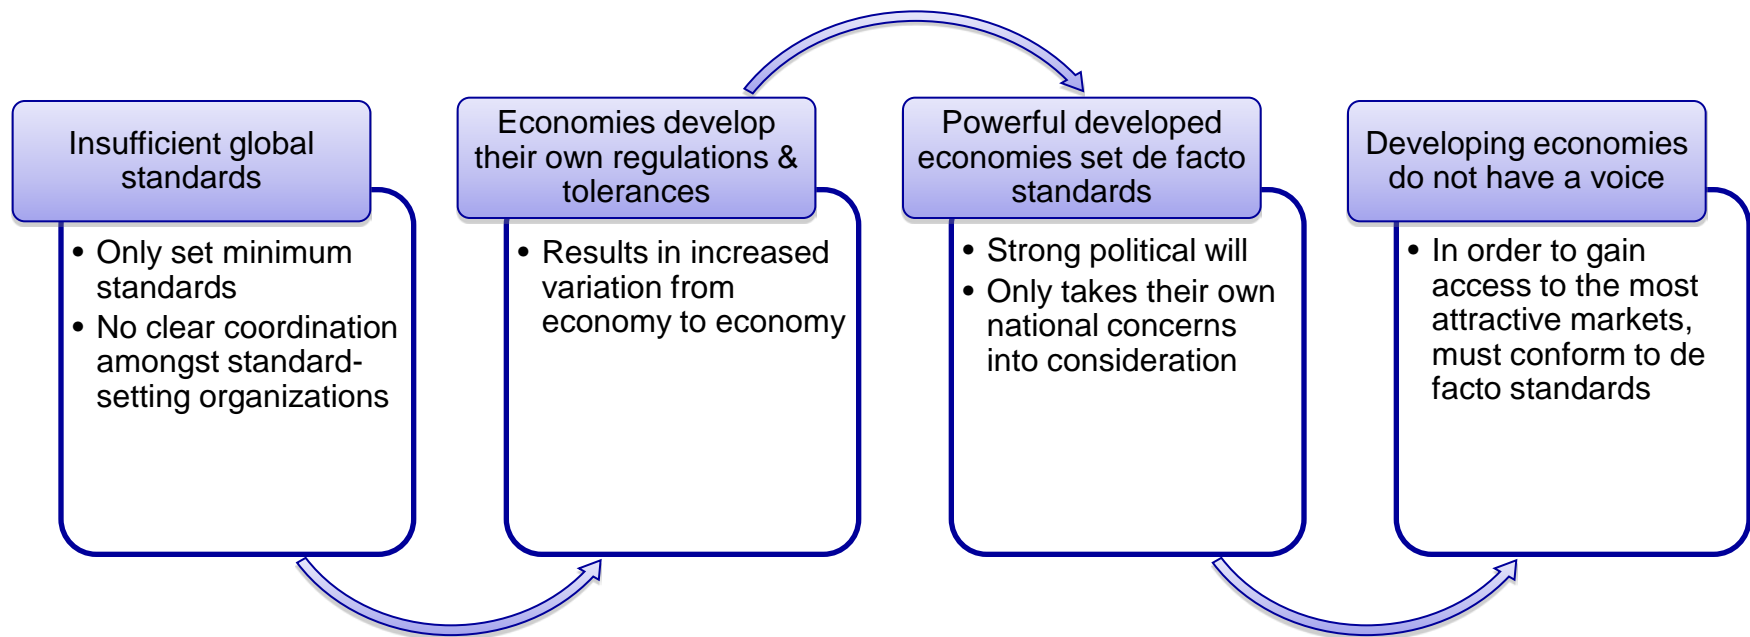 Insufficient global
standards
• Only set minimum
standards
• No clear coordination
amongst standard-
setting organizations
Economies develop
their own regulations &
tolerances
• Results in increased
variation from
economy to economy
Powerful developed
economies set de facto
standards
• Strong political will
• Only takes their own
national concerns
into consideration
Developing economies
do not have a voice
• In order to gain
access to the most
attractive markets,
must conform to de
facto standards